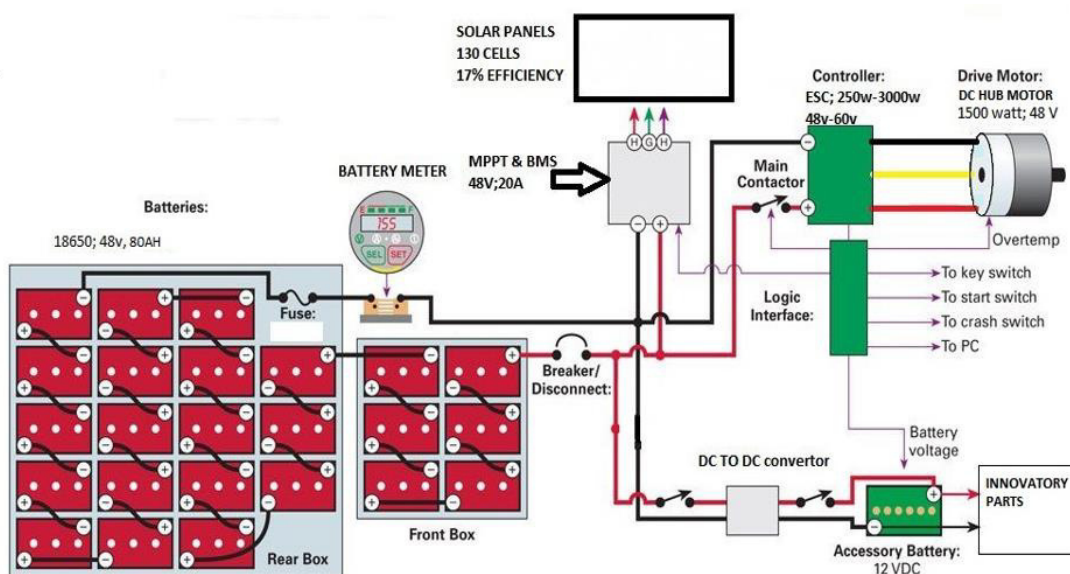 SOLAR PANELS
130 CELLS
17% EFFICIENCY
Controller:
ESC; 250w-3000w
48v-60v
Drive Motor:
DC HUB MOTOR
1500 watt; 48 V
H G H
MPPT & BMS
48V;20A
BATTERY METER
E F
155
SEL SET
Main
Contactor
Batteries:
18650; 48v, 80AH
Overtemp
Fuse:
Logic
Interface:
To key switch
To start switch
To crash switch
To PC
Breaker/
Disconnect:
Battery
voltage
DC TO DC convertor
INNOVATORY
PARTS
Front Box
Rear Box
Accessory Battery:
12 VDC